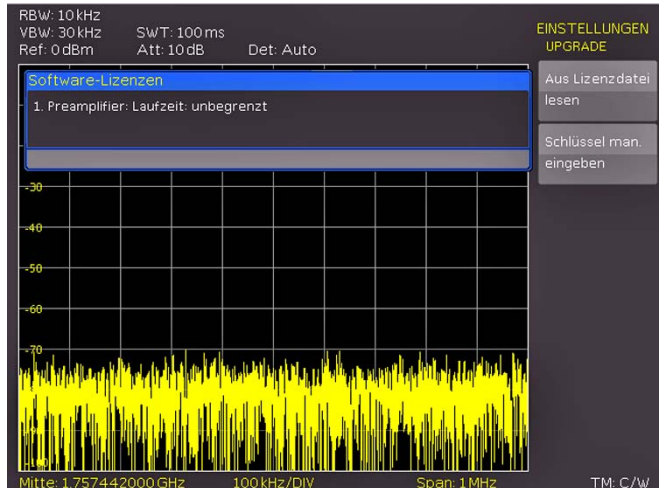 RBW: 10 kHz
VBW: 30 kHz SWT: 100 ms
Ref: 0 dBm Att: 10 dB Det: Auto
EINSTELLUNGEN
UPGRADE
Software-Lizenzen
1. Preamplifier: Laufzeit: unbegrenzt
Aus Lizenzdatei
lesen
Schlüssel man.
eingeben
-30
-40
-50
-60
-70
Mitte: 1.757442000 GHz 100 kHz/DIV Span: 1 MHz TM: C/W